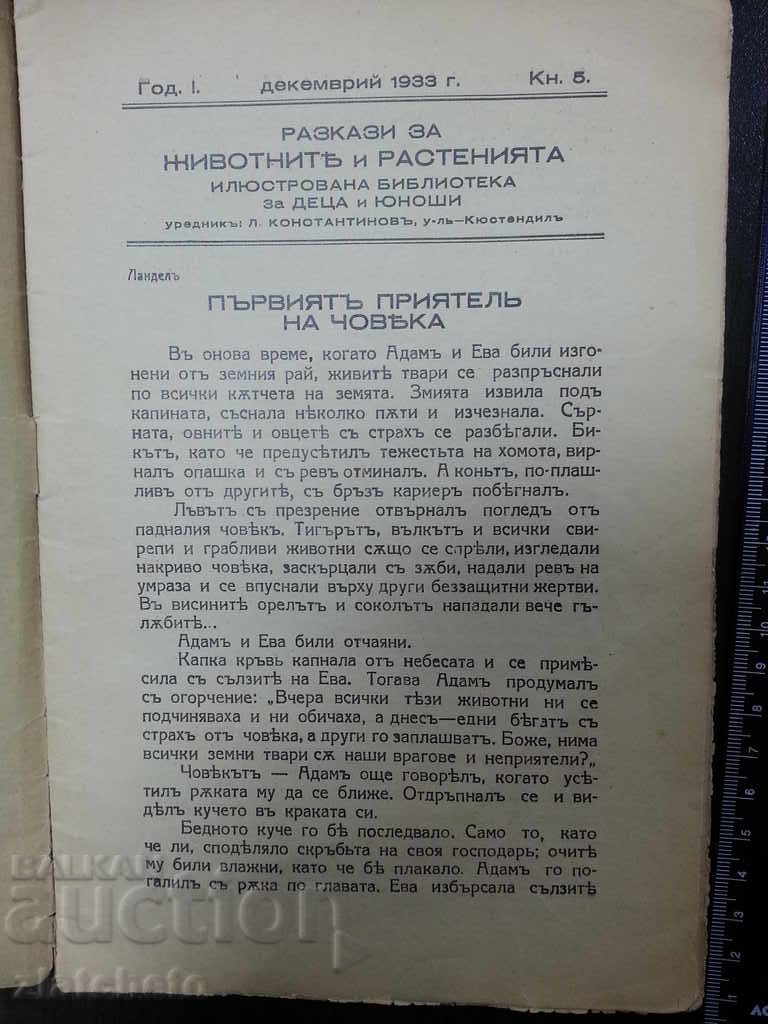 Год. I. декемврий 1933 г. Кн. 5.
РАЗКАЗИ ЗА
ЖИВОТНИТѢ и РАСТЕНИЯТА
ИЛЮСТРОВАНА БИБЛИОТЕКА
за ДЕЦА и ЮНОШИ
уредникъ: Л. КОНСТАНТИНОВЪ, у-ль—Кюстендилъ
Ландель
ПЪРВИЯТЪ ПРИЯТЕЛЬ
НА ЧОВѢКА
Въ онова време, когато Адамъ и Ева били изго-
нени отъ земния рай, живитѣ твари се разпръснали
по всички кѫтчета на земята. Змията извила подъ
капината, съснала нѣколко пѫти и изчезнала. Сър-
ната, овнитѣ и овцетѣ съ страхъ се разбѣгали. Би-
кътъ, като че предусѣтилъ тежестьта на хомота, вир-
налъ опашка и съ ревъ отминалъ. А коньтъ, по-плаш-
ливъ отъ другитѣ, съ бръзъ кариеръ побѣгналъ.
Лъвътъ съ презрение отвърналъ погледъ отъ
падналия човѣкъ. Тигърътъ, вълкътъ и всички сви-
репи и грабливи животни сѫщо се спрѣли, изгледали
накриво човѣка, заскърцали съ зѫби, надали ревъ на
умраза и се впуснали върху други беззащитни жертви.
Въ висинитѣ орелътъ и соколътъ нападали вече гъ-
лѫбитѣ...
Адамъ и Ева били отчаяни.
Капка кръвь капнала отъ небесата и се примѣ-
сила съ сълзитѣ на Ева. Тогава Адамъ продумалъ
съ огорчение: „Вчера всички тѣзи животни ни се
подчиняваха и ни обичаха, а днесъ—едни бѣгатъ съ
страхъ отъ човѣка, а други го заплашватъ. Боже, нима
всички земни твари сѫ наши врагове и неприятели?„
Човѣкътъ — Адамъ още говорѣлъ, когато усѣ-
тилъ рѫката му да се ближе. Отдръпналъ се и ви-
дѣлъ кучето въ краката си.
Бедното куче го бѣ последвало. Само то, като
че ли, сподѣляло скръбьта на своя господарь; очитѣ
му били влажни, като че бѣ плакало. Адамъ го по-
галилъ съ рѫка по главата. Ева избърсала сълзитѣ
BALKAN
auction
zlatcheto